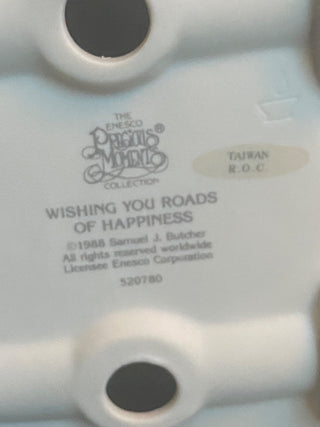 THE
ENESCO
PRECIOUS®
MOMENTS
COLLECTION
TAIWAN
R.O.C.
WISHING YOU ROADS
OF HAPPINESS
©1988 Samuel J. Butcher
All rights reserved worldwide
Licensee Enesco Corporation
520780